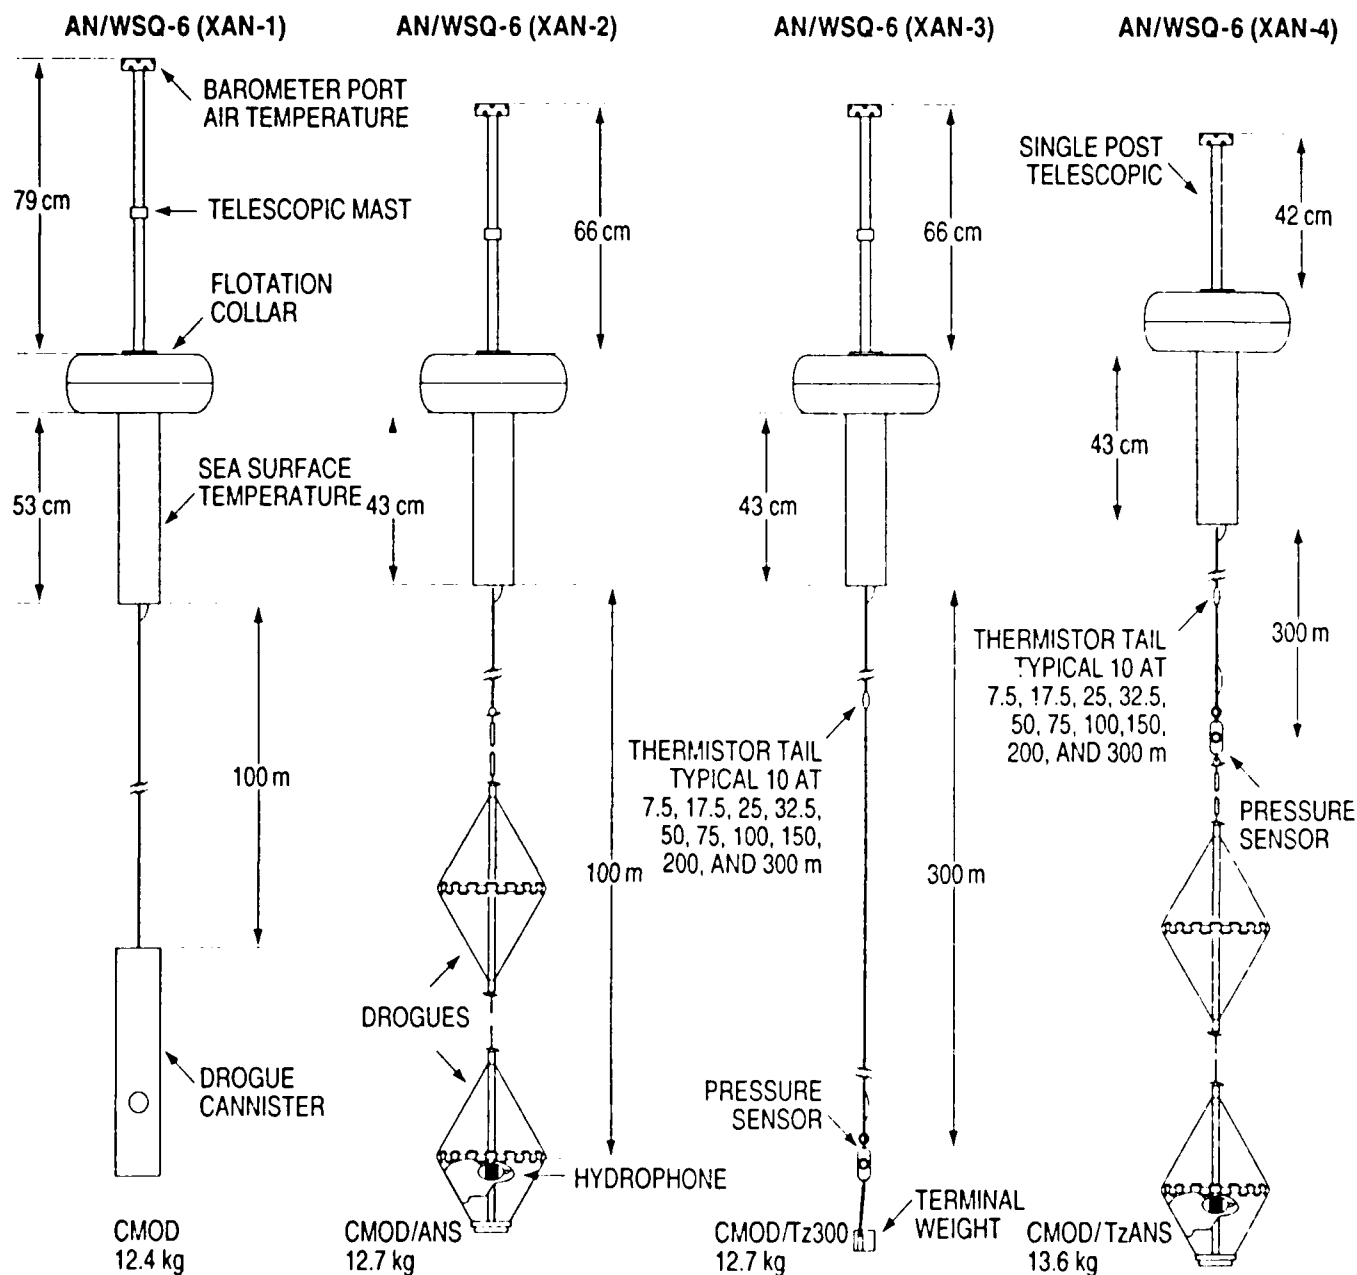 AN/WSQ-6 (XAN-1)
AN/WSQ-6 (XAN-2)
AN/WSQ-6 (XAN-3)
AN/WSQ-6 (XAN-4)
BAROMETER PORT
AIR TEMPERATURE
79 cm
TELESCOPIC MAST
FLOTATION
COLLAR
53 cm
SEA SURFACE
TEMPERATURE
100 m
DROGUE
CANNISTER
CMOD
12.4 kg
66 cm
43 cm
100 m
DROGUES
HYDROPHONE
CMOD/ANS
12.7 kg
66 cm
43 cm
THERMISTOR TAIL
TYPICAL 10 AT
7.5, 17.5, 25, 32.5,
50, 75, 100, 150,
200, AND 300 m
300 m
PRESSURE
SENSOR
TERMINAL
WEIGHT
CMOD/Tz300
12.7 kg
SINGLE POST
TELESCOPIC
42 cm
43 cm
THERMISTOR TAIL
TYPICAL 10 AT
7.5, 17.5, 25, 32.5,
50, 75, 100,150,
200, AND 300 m
300 m
PRESSURE
SENSOR
CMOD/TzANS
13.6 kg